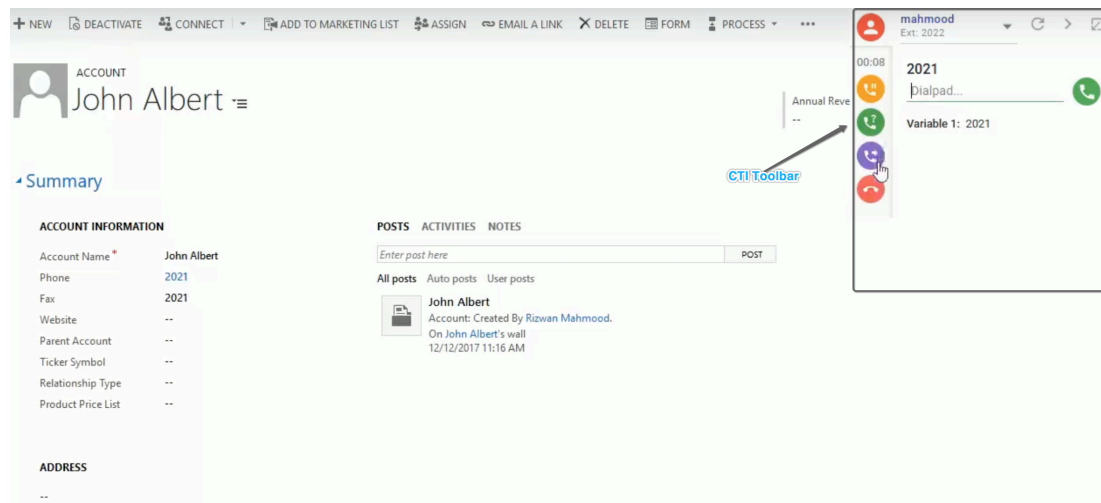 NEW DEACTIVATE CONNECT ADD TO MARKETING LIST ASSIGN EMAIL A LINK DELETE FORM PROCESS •••
mahmood
Ext: 2022
ACCOUNT
John Albert
Annual Reve
--
00:08
2021
Dialpad...
Variable 1: 2021
CTI Toolbar
Summary
ACCOUNT INFORMATION
Account Name* John Albert
Phone 2021
Fax 2021
Website --
Parent Account --
Ticker Symbol --
Relationship Type --
Product Price List --
ADDRESS
--
POSTS ACTIVITIES NOTES
Enter post here POST
All posts Auto posts User posts
John Albert
Account: Created By Rizwan Mahmood.
On John Albert's wall
12/12/2017 11:16 AM